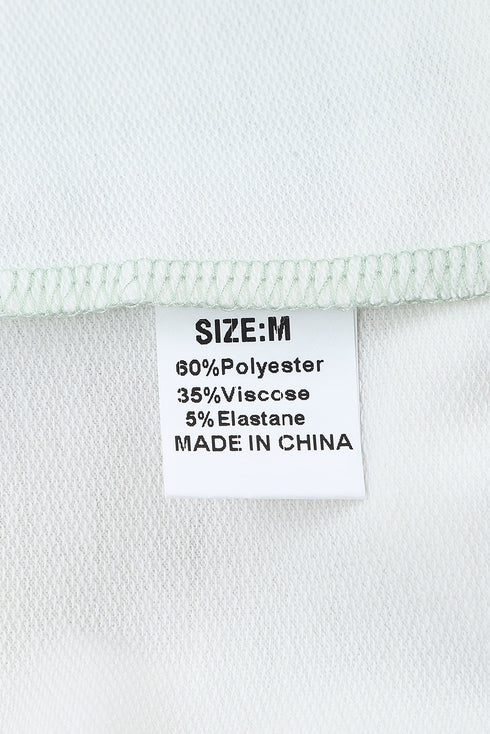 SIZE:M
60%Polyester
35%Viscose
5%Elastane
MADE IN CHINA